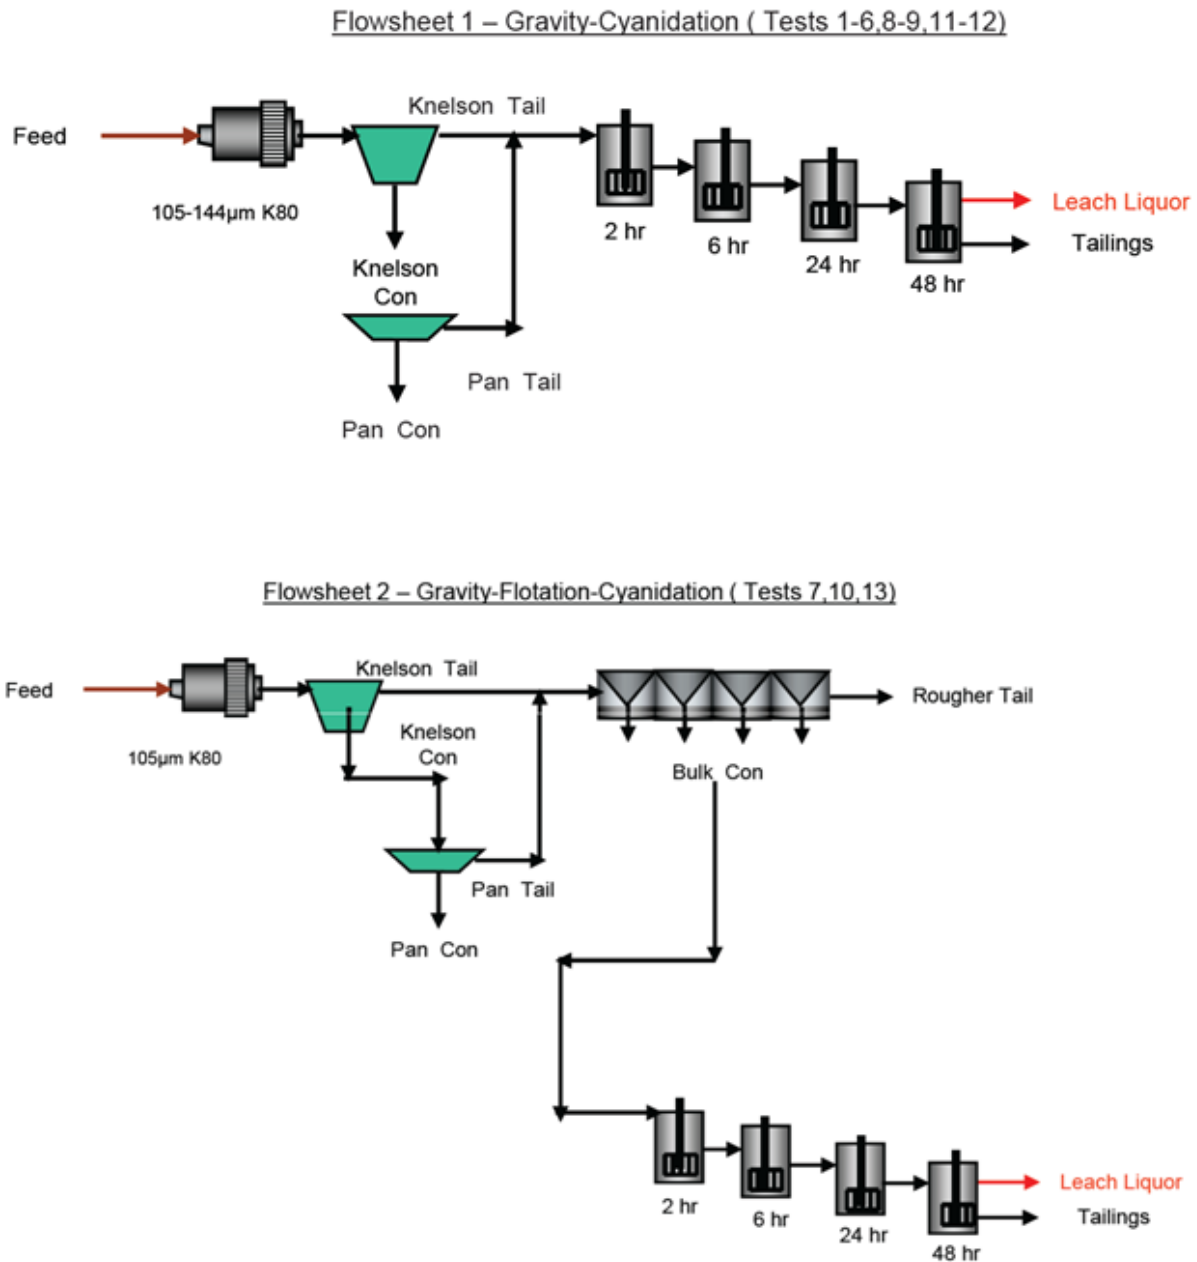 Flowsheet 1 – Gravity-Cyanidation ( Tests 1-6,8-9,11-12)
Knelson Tail
Feed
105-144µm K80
2 hr
6 hr
24 hr
48 hr
Leach Liquor
Tailings
Knelson
Con
Pan Tail
Pan Con
Flowsheet 2 – Gravity-Flotation-Cyanidation ( Tests 7,10,13)
Knelson Tail
Feed
105µm K80
Knelson
Con
Rougher Tail
Bulk Con
Pan Tail
Pan Con
2 hr
6 hr
24 hr
48 hr
Leach Liquor
Tailings